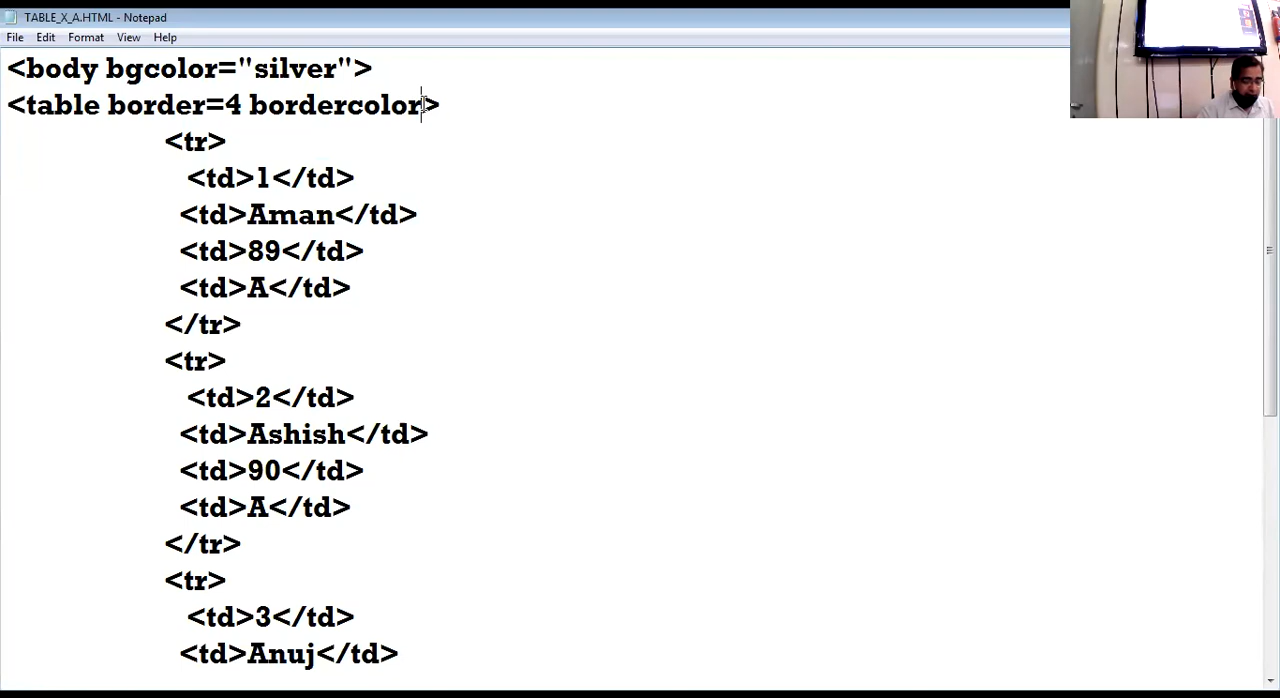 TABLE_X_A.HTML - Notepad
File Edit Format View Help
<body bgcolor="silver">
<table border=4 bordercolor>
<tr>
<td>1</td>
<td>Aman</td>
<td>89</td>
<td>A</td>
</tr>
<tr>
<td>2</td>
<td>Ashish</td>
<td>90</td>
<td>A</td>
</tr>
<tr>
<td>3</td>
<td>Anuj</td>